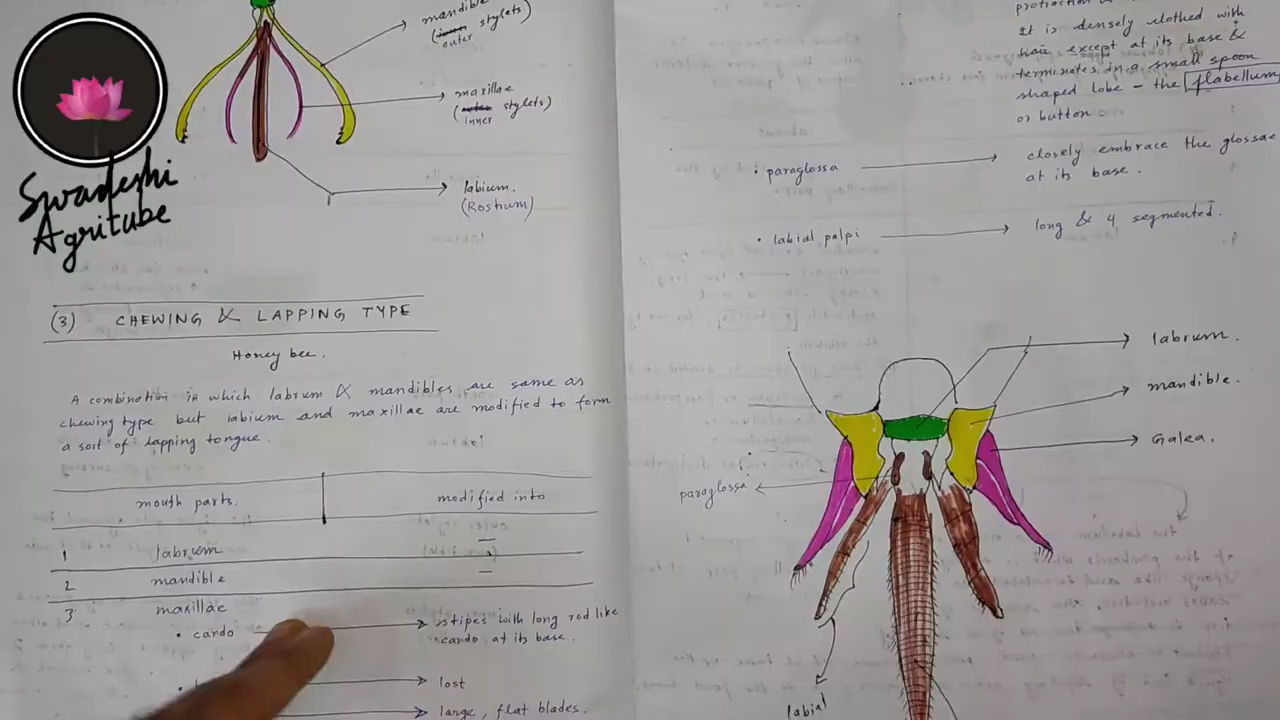 mandible
(outer stylets)
maxillae
(inner stylets)
labium.
(Rostrum)
Swadeshi
Agritube
(3) CHEWING & LAPPING TYPE
Honey bee.
A combination in which labrum & mandibles are same as
chewing type but labium and maxillae are modified to form
a sort of lapping tongue.
mouth parts. modified into
1 labrum —
2 mandible —
3 maxillae
• cardo → stipes with long rod like
cardo at its base.
lost
large, flat blades.
It is densely clothed with
hair except at its base &
terminates in a small spoon
shaped lobe - the flabellum
or button.
• paraglossa → closely embrace the glossae
at its base.
• labial palpi → long & 4 segmented.
labrum.
mandible.
Galea.
paraglossa
labial